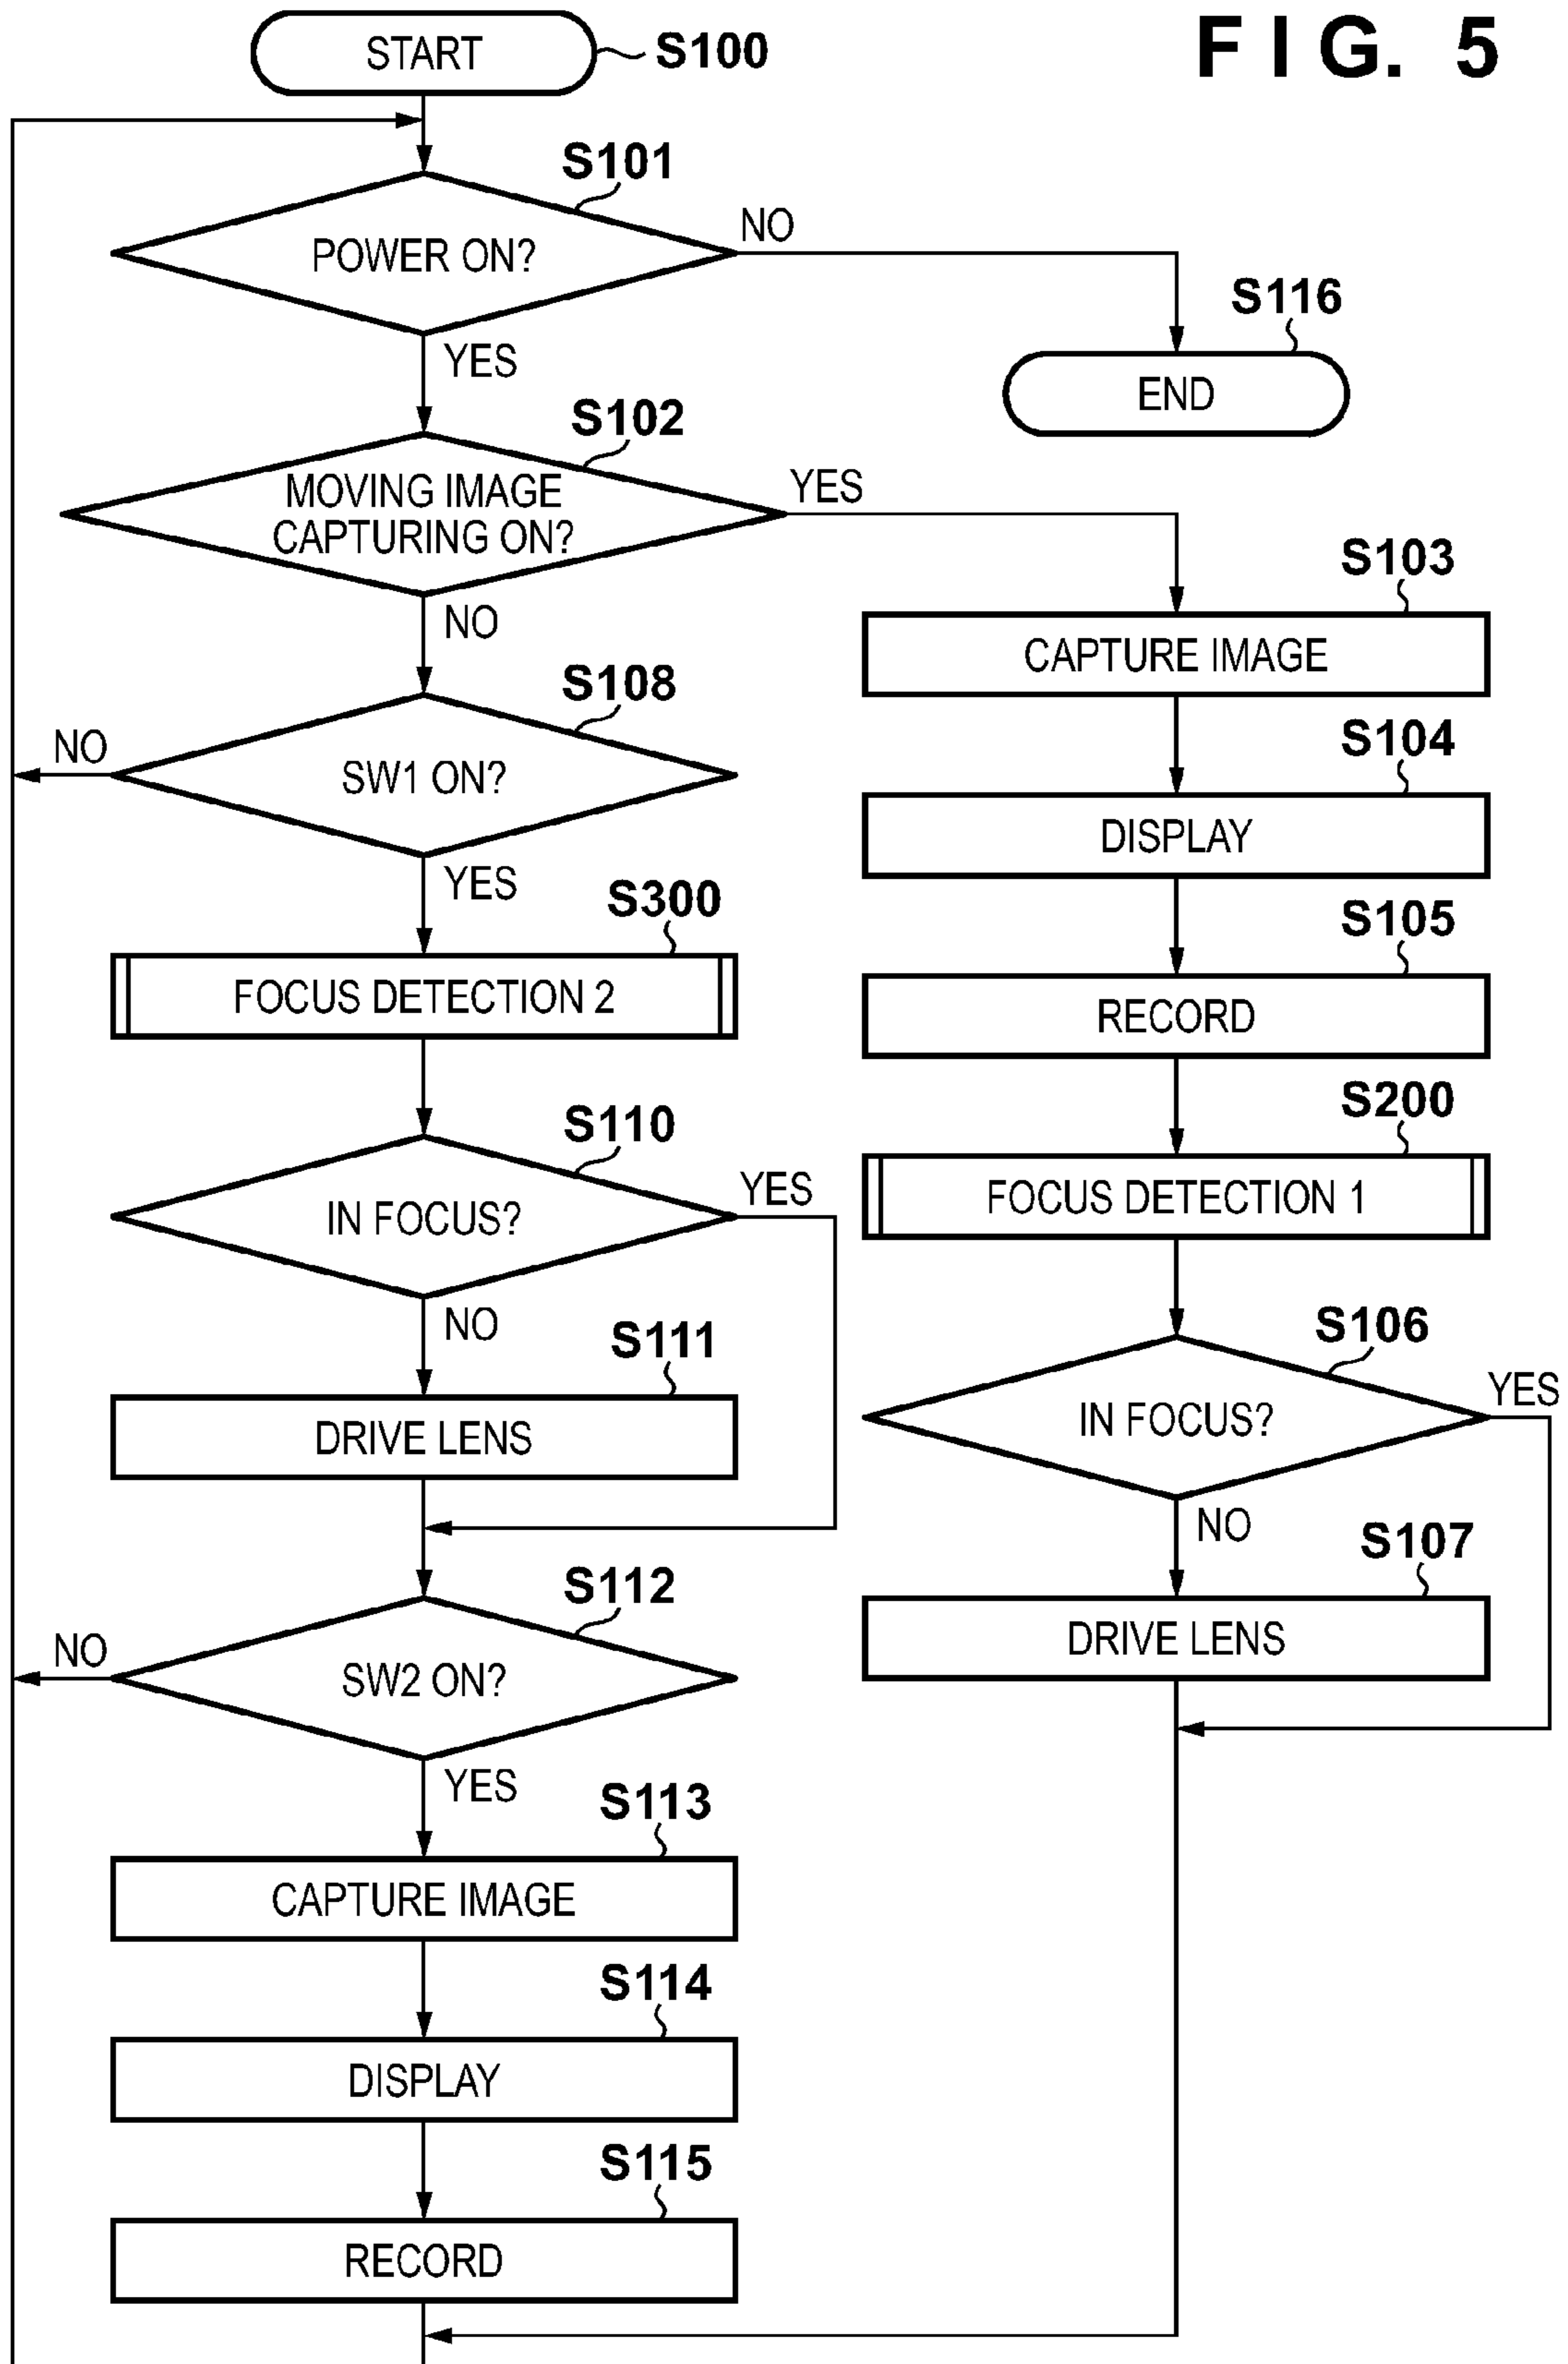 FIG. 5
START
S100
S101
POWER ON?
NO
YES
S116
END
S102
MOVING IMAGE
CAPTURING ON?
YES
NO
S108
SW1 ON?
NO
YES
S300
FOCUS DETECTION 2
S110
IN FOCUS?
YES
NO
S111
DRIVE LENS
S112
SW2 ON?
NO
YES
S113
CAPTURE IMAGE
S114
DISPLAY
S115
RECORD
S103
CAPTURE IMAGE
S104
DISPLAY
S105
RECORD
S200
FOCUS DETECTION 1
S106
IN FOCUS?
YES
NO
S107
DRIVE LENS